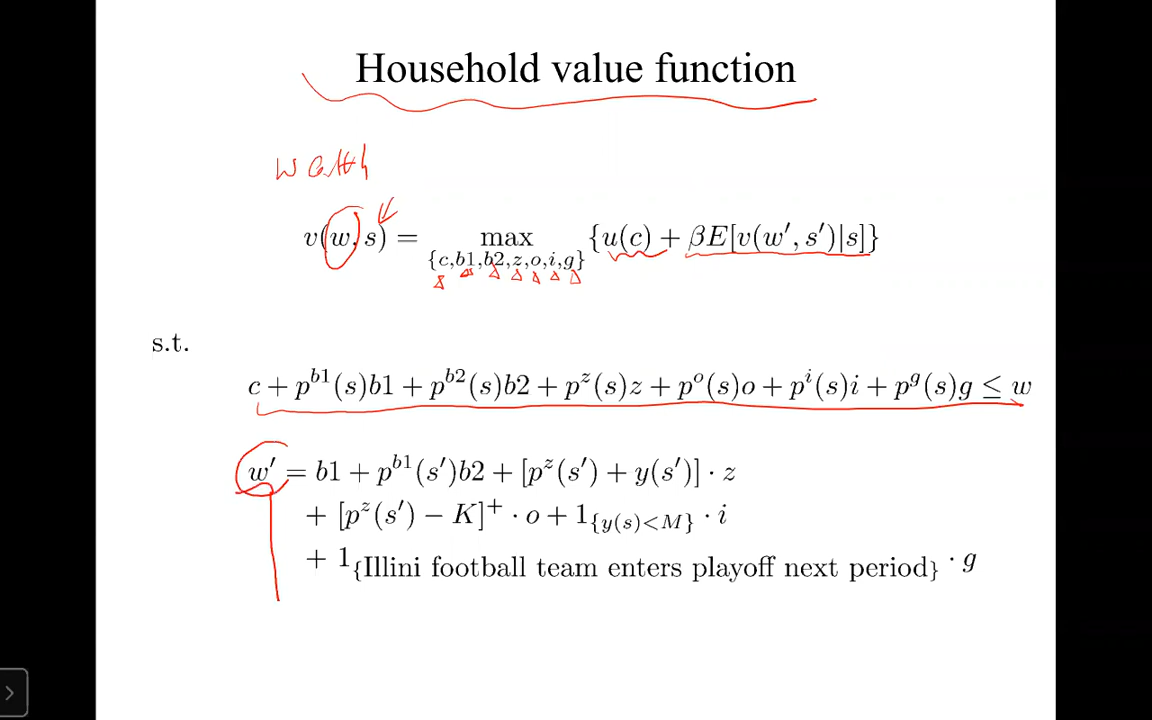 Household value function
wealth
v(w, s) = max {u(c) + βE[v(w′, s′)|s]}
{c,b1,b2,z,o,i,g}
s.t.
c + p^{b1}(s)b1 + p^{b2}(s)b2 + p^z(s)z + p^o(s)o + p^i(s)i + p^g(s)g ≤ w
w′ = b1 + p^{b1}(s′)b2 + [p^z(s′) + y(s′)] · z
+ [p^z(s′) − K]^+ · o + 1_{y(s)<M} · i
+ 1_{Illini football team enters playoff next period} · g